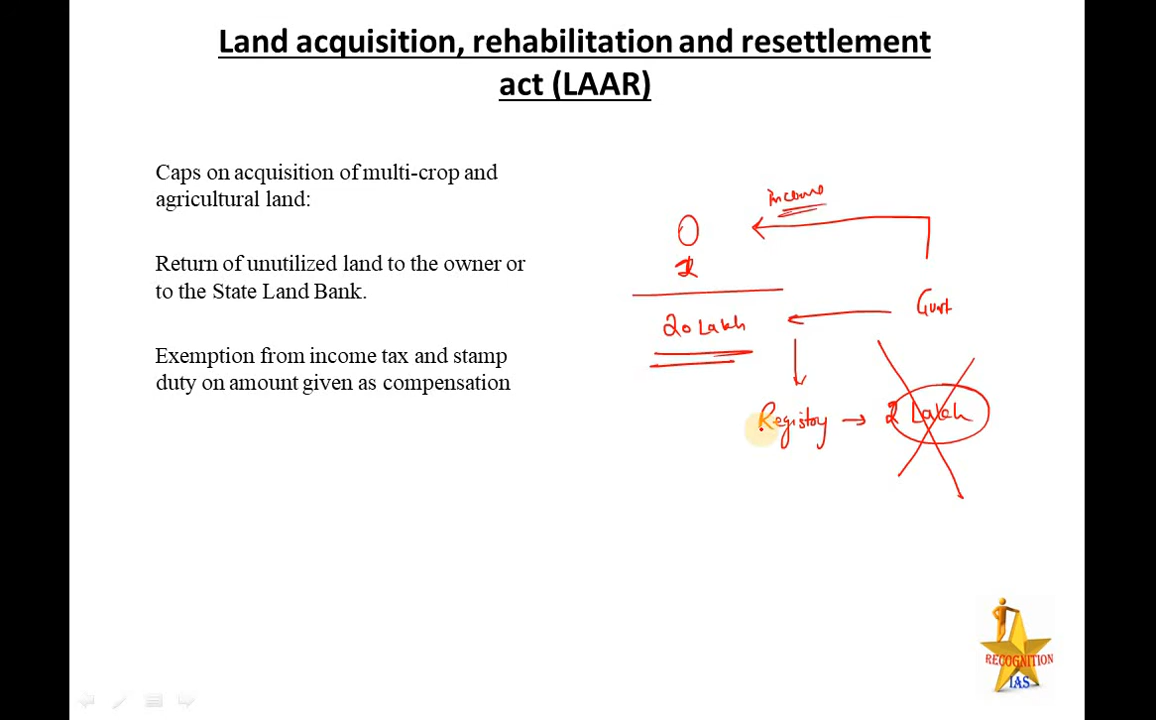 Land acquisition, rehabilitation and resettlement
act (LAAR)
Caps on acquisition of multi-crop and
agricultural land:
Return of unutilized land to the owner or
to the State Land Bank.
Exemption from income tax and stamp
duty on amount given as compensation
Income
20 Lakh
Govt
Registry → 2 Lakh
RECOGNITION
IAS